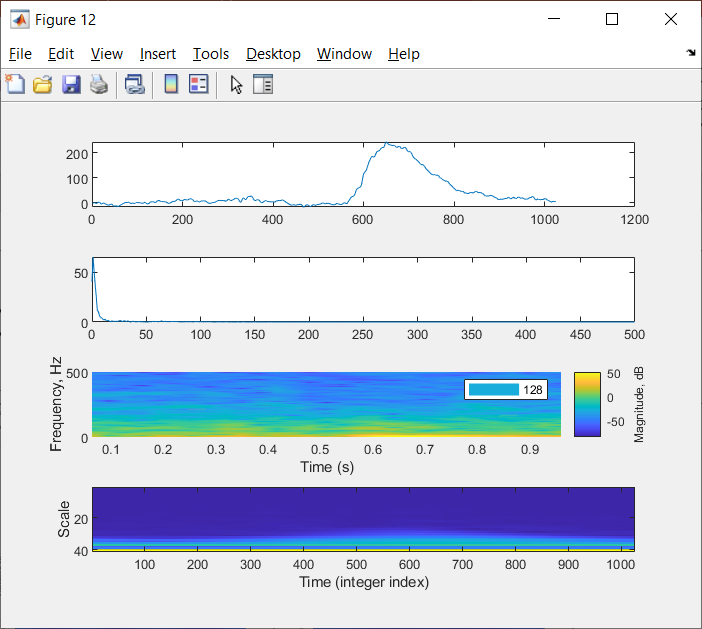 Figure 12
File Edit View Insert Tools Desktop Window Help
200
100
0
0 200 400 600 800 1000 1200
50
0
0 50 100 150 200 250 300 350 400 450 500
Frequency, Hz
500
0
128
0.1 0.2 0.3 0.4 0.5 0.6 0.7 0.8 0.9
Time (s)
50
0
-50
Magnitude, dB
Scale
20
40
100 200 300 400 500 600 700 800 900 1000
Time (integer index)